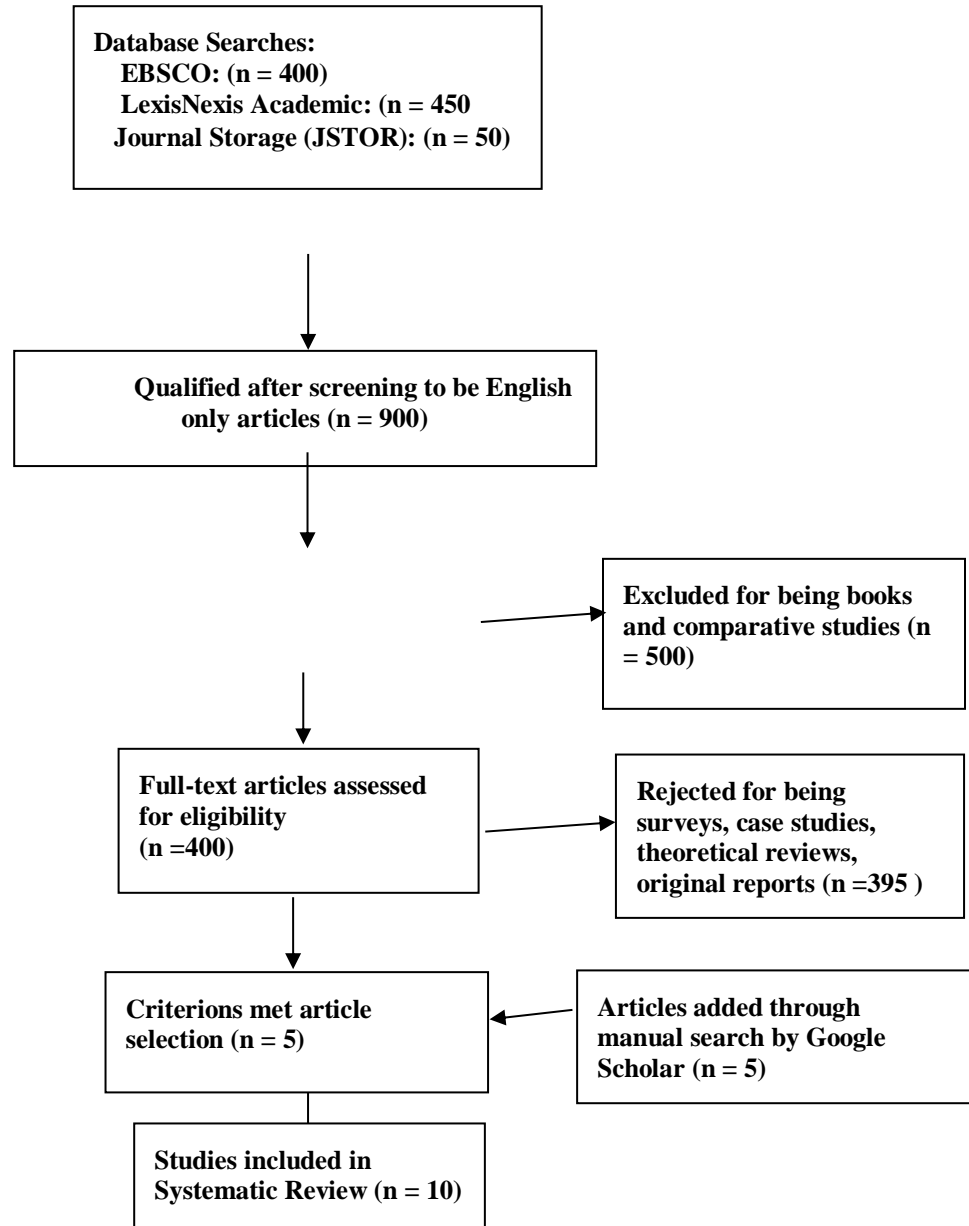 Database Searches:
EBSCO: (n = 400)
LexisNexis Academic: (n = 450
Journal Storage (JSTOR): (n = 50)
Qualified after screening to be English
only articles (n = 900)
Excluded for being books
and comparative studies (n
= 500)
Full-text articles assessed
for eligibility
(n =400)
Rejected for being
surveys, case studies,
theoretical reviews,
original reports (n =395 )
Criterions met article
selection (n = 5)
Articles added through
manual search by Google
Scholar (n = 5)
Studies included in
Systematic Review (n = 10)